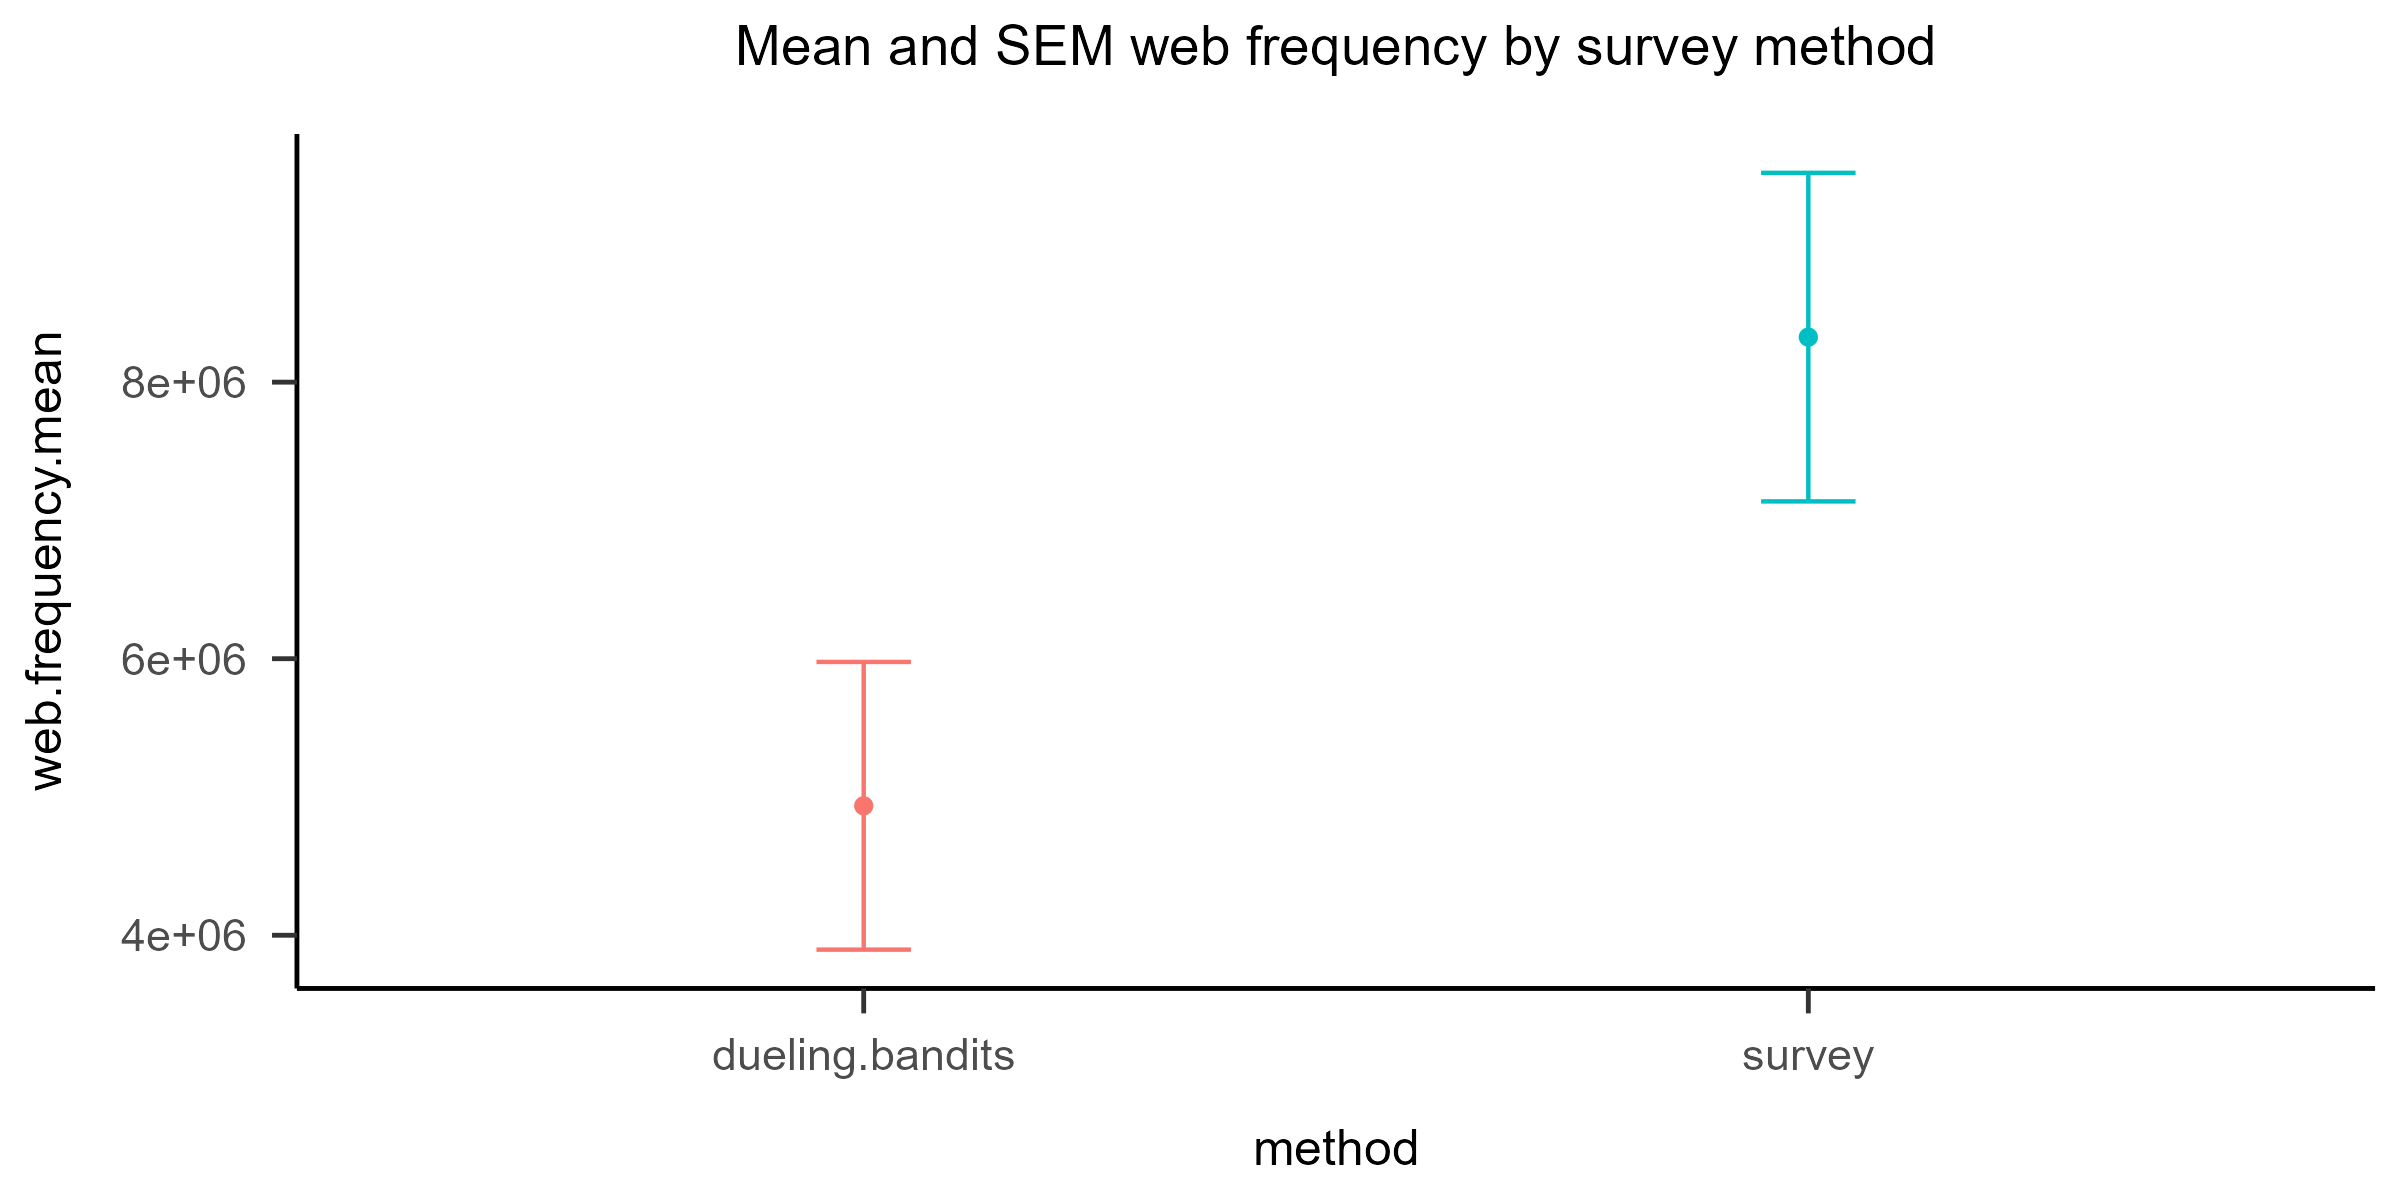 Mean and SEM web frequency by survey method
web.frequency.mean
8e+06
6e+06
4e+06
dueling.bandits
survey
method